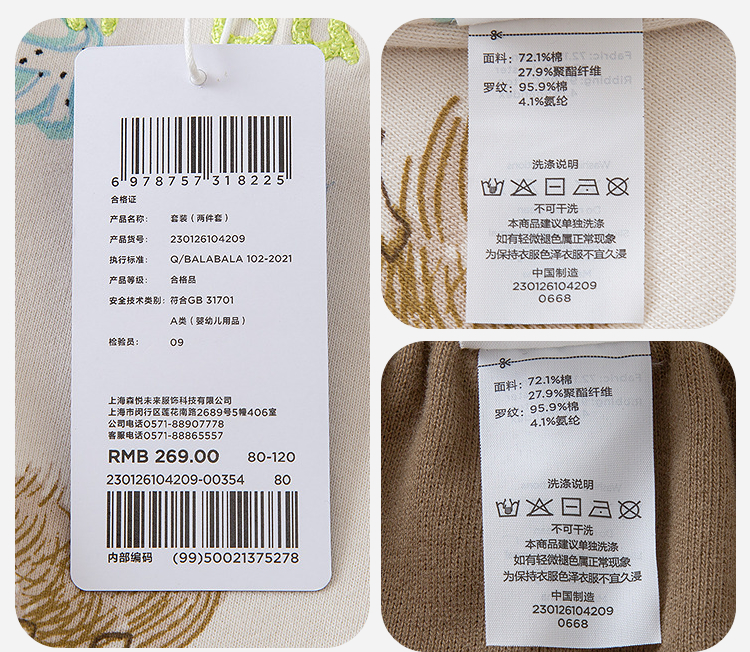 6 978757 318225
合格证
产品名称: 套装（两件套）
产品货号: 230126104209
执行标准: Q/BALABALA 102-2021
产品等级: 合格品
安全技术类别: 符合GB 31701
A类（婴幼儿用品）
检验员: 09
上海森悦未来服饰科技有限公司
上海市闵行区莲花南路2689号5幢406室
公司电话0571-88907778
客服电话0571-88865557
RMB 269.00 80-120
230126104209-00354 80
内部编码 (99)50021375278
面料: 72.1%棉
27.9%聚酯纤维
罗纹: 95.9%棉
4.1%氨纶
洗涤说明
不可干洗
本商品建议单独洗涤
如有轻微褪色属正常现象
为保持衣服色泽衣服不宜久浸
中国制造
230126104209
0668
面料: 72.1%棉
27.9%聚酯纤维
罗纹: 95.9%棉
4.1%氨纶
洗涤说明
不可干洗
本商品建议单独洗涤
如有轻微褪色属正常现象
为保持衣服色泽衣服不宜久浸
中国制造
230126104209
0668